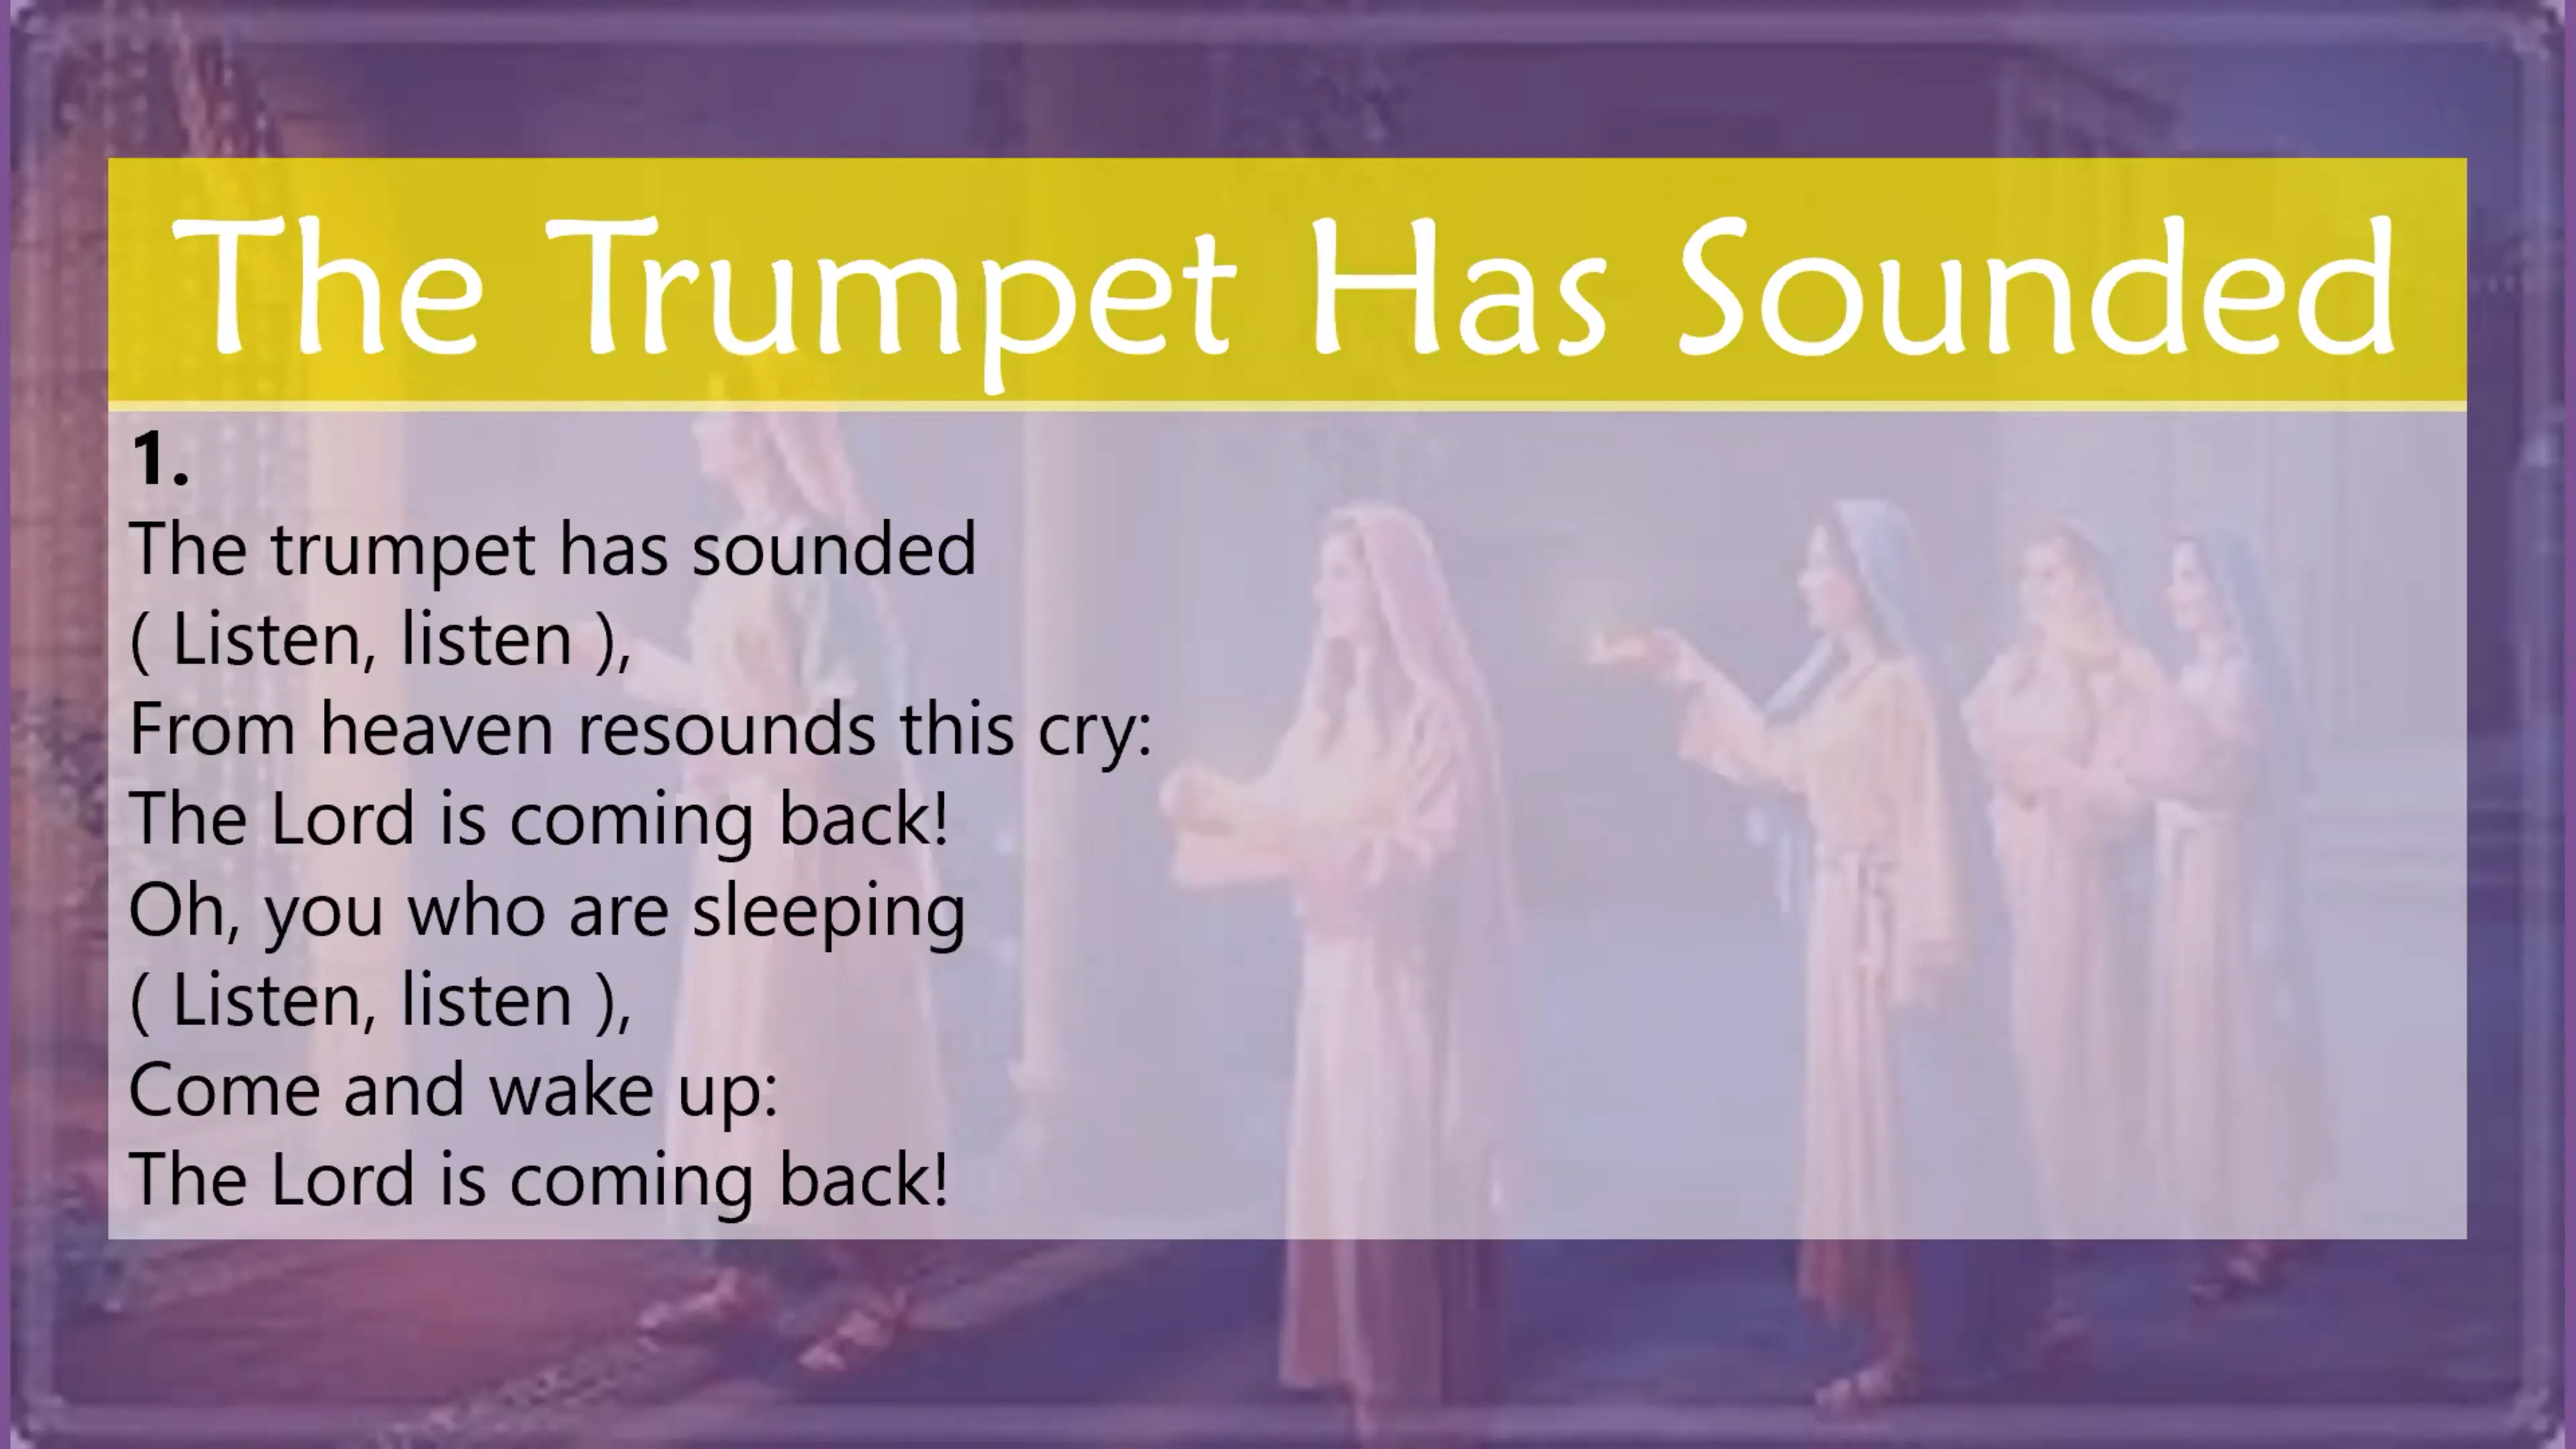 The Trumpet Has Sounded
1.
The trumpet has sounded
( Listen, listen ),
From heaven resounds this cry:
The Lord is coming back!
Oh, you who are sleeping
( Listen, listen ),
Come and wake up:
The Lord is coming back!